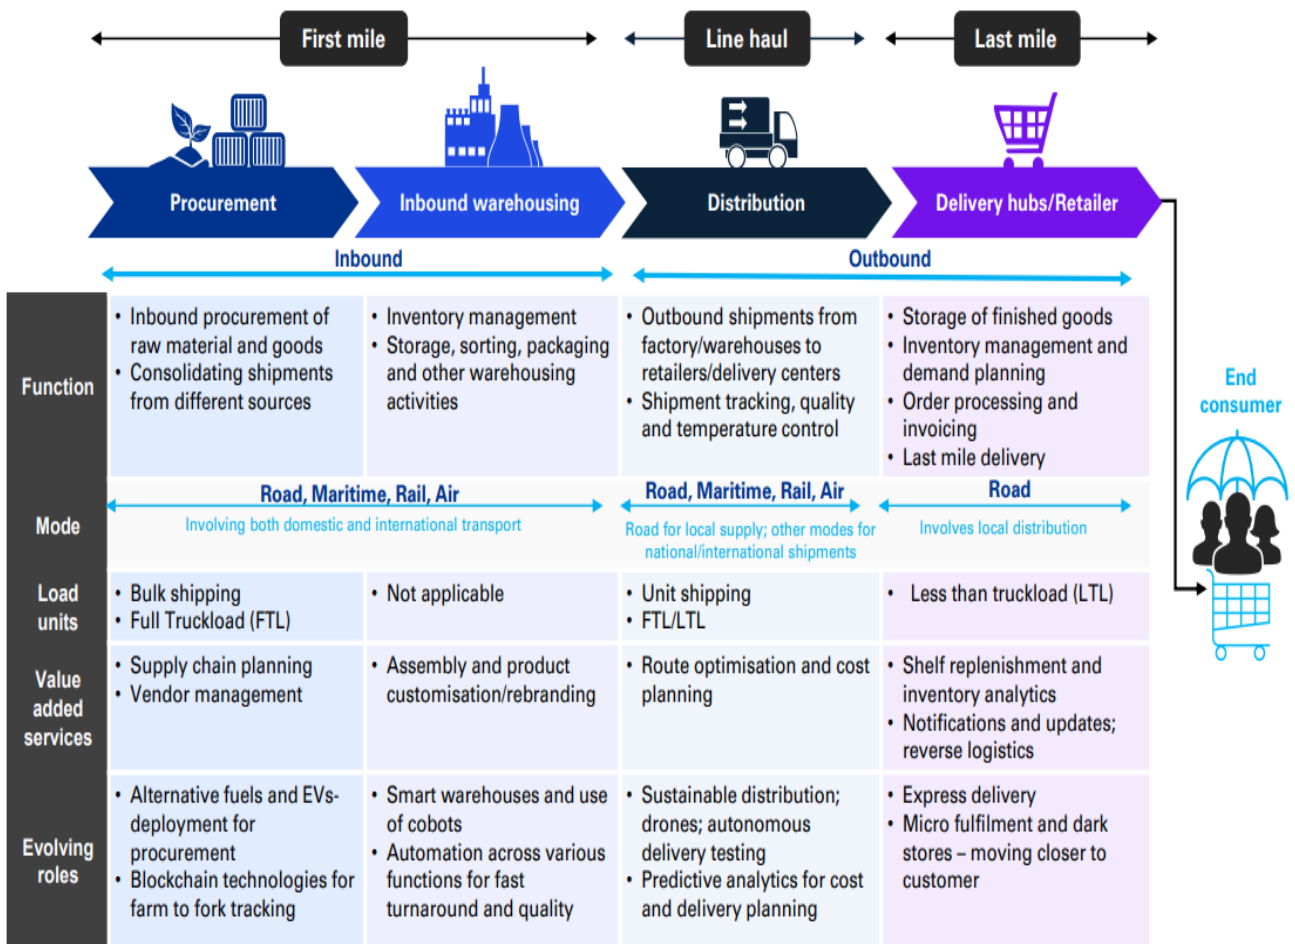 First mile
Line haul
Last mile
Procurement
Inbound warehousing
Distribution
Delivery hubs/Retailer
Inbound
Outbound
Function
• Inbound procurement of
raw material and goods
• Consolidating shipments
from different sources
• Inventory management
• Storage, sorting, packaging
and other warehousing
activities
• Outbound shipments from
factory/warehouses to
retailers/delivery centers
• Shipment tracking, quality
and temperature control
• Storage of finished goods
• Inventory management and
demand planning
• Order processing and
invoicing
• Last mile delivery
End
consumer
Mode
Road, Maritime, Rail, Air
Involving both domestic and international transport
Road, Maritime, Rail, Air
Road for local supply; other modes for
national/international shipments
Road
Involves local distribution
Load
units
• Bulk shipping
• Full Truckload (FTL)
• Not applicable
• Unit shipping
• FTL/LTL
• Less than truckload (LTL)
Value
added
services
• Supply chain planning
• Vendor management
• Assembly and product
customisation/rebranding
• Route optimisation and cost
planning
• Shelf replenishment and
inventory analytics
• Notifications and updates;
reverse logistics
Evolving
roles
• Alternative fuels and EVs-
deployment for
procurement
• Blockchain technologies for
farm to fork tracking
• Smart warehouses and use
of cobots
• Automation across various
functions for fast
turnaround and quality
• Sustainable distribution;
drones; autonomous
delivery testing
• Predictive analytics for cost
and delivery planning
• Express delivery
• Micro fulfilment and dark
stores – moving closer to
customer